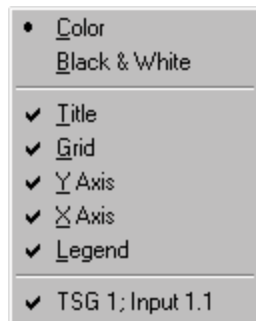 Color
Black & White
Title
Grid
Y Axis
X Axis
Legend
TSG 1; Input 1.1